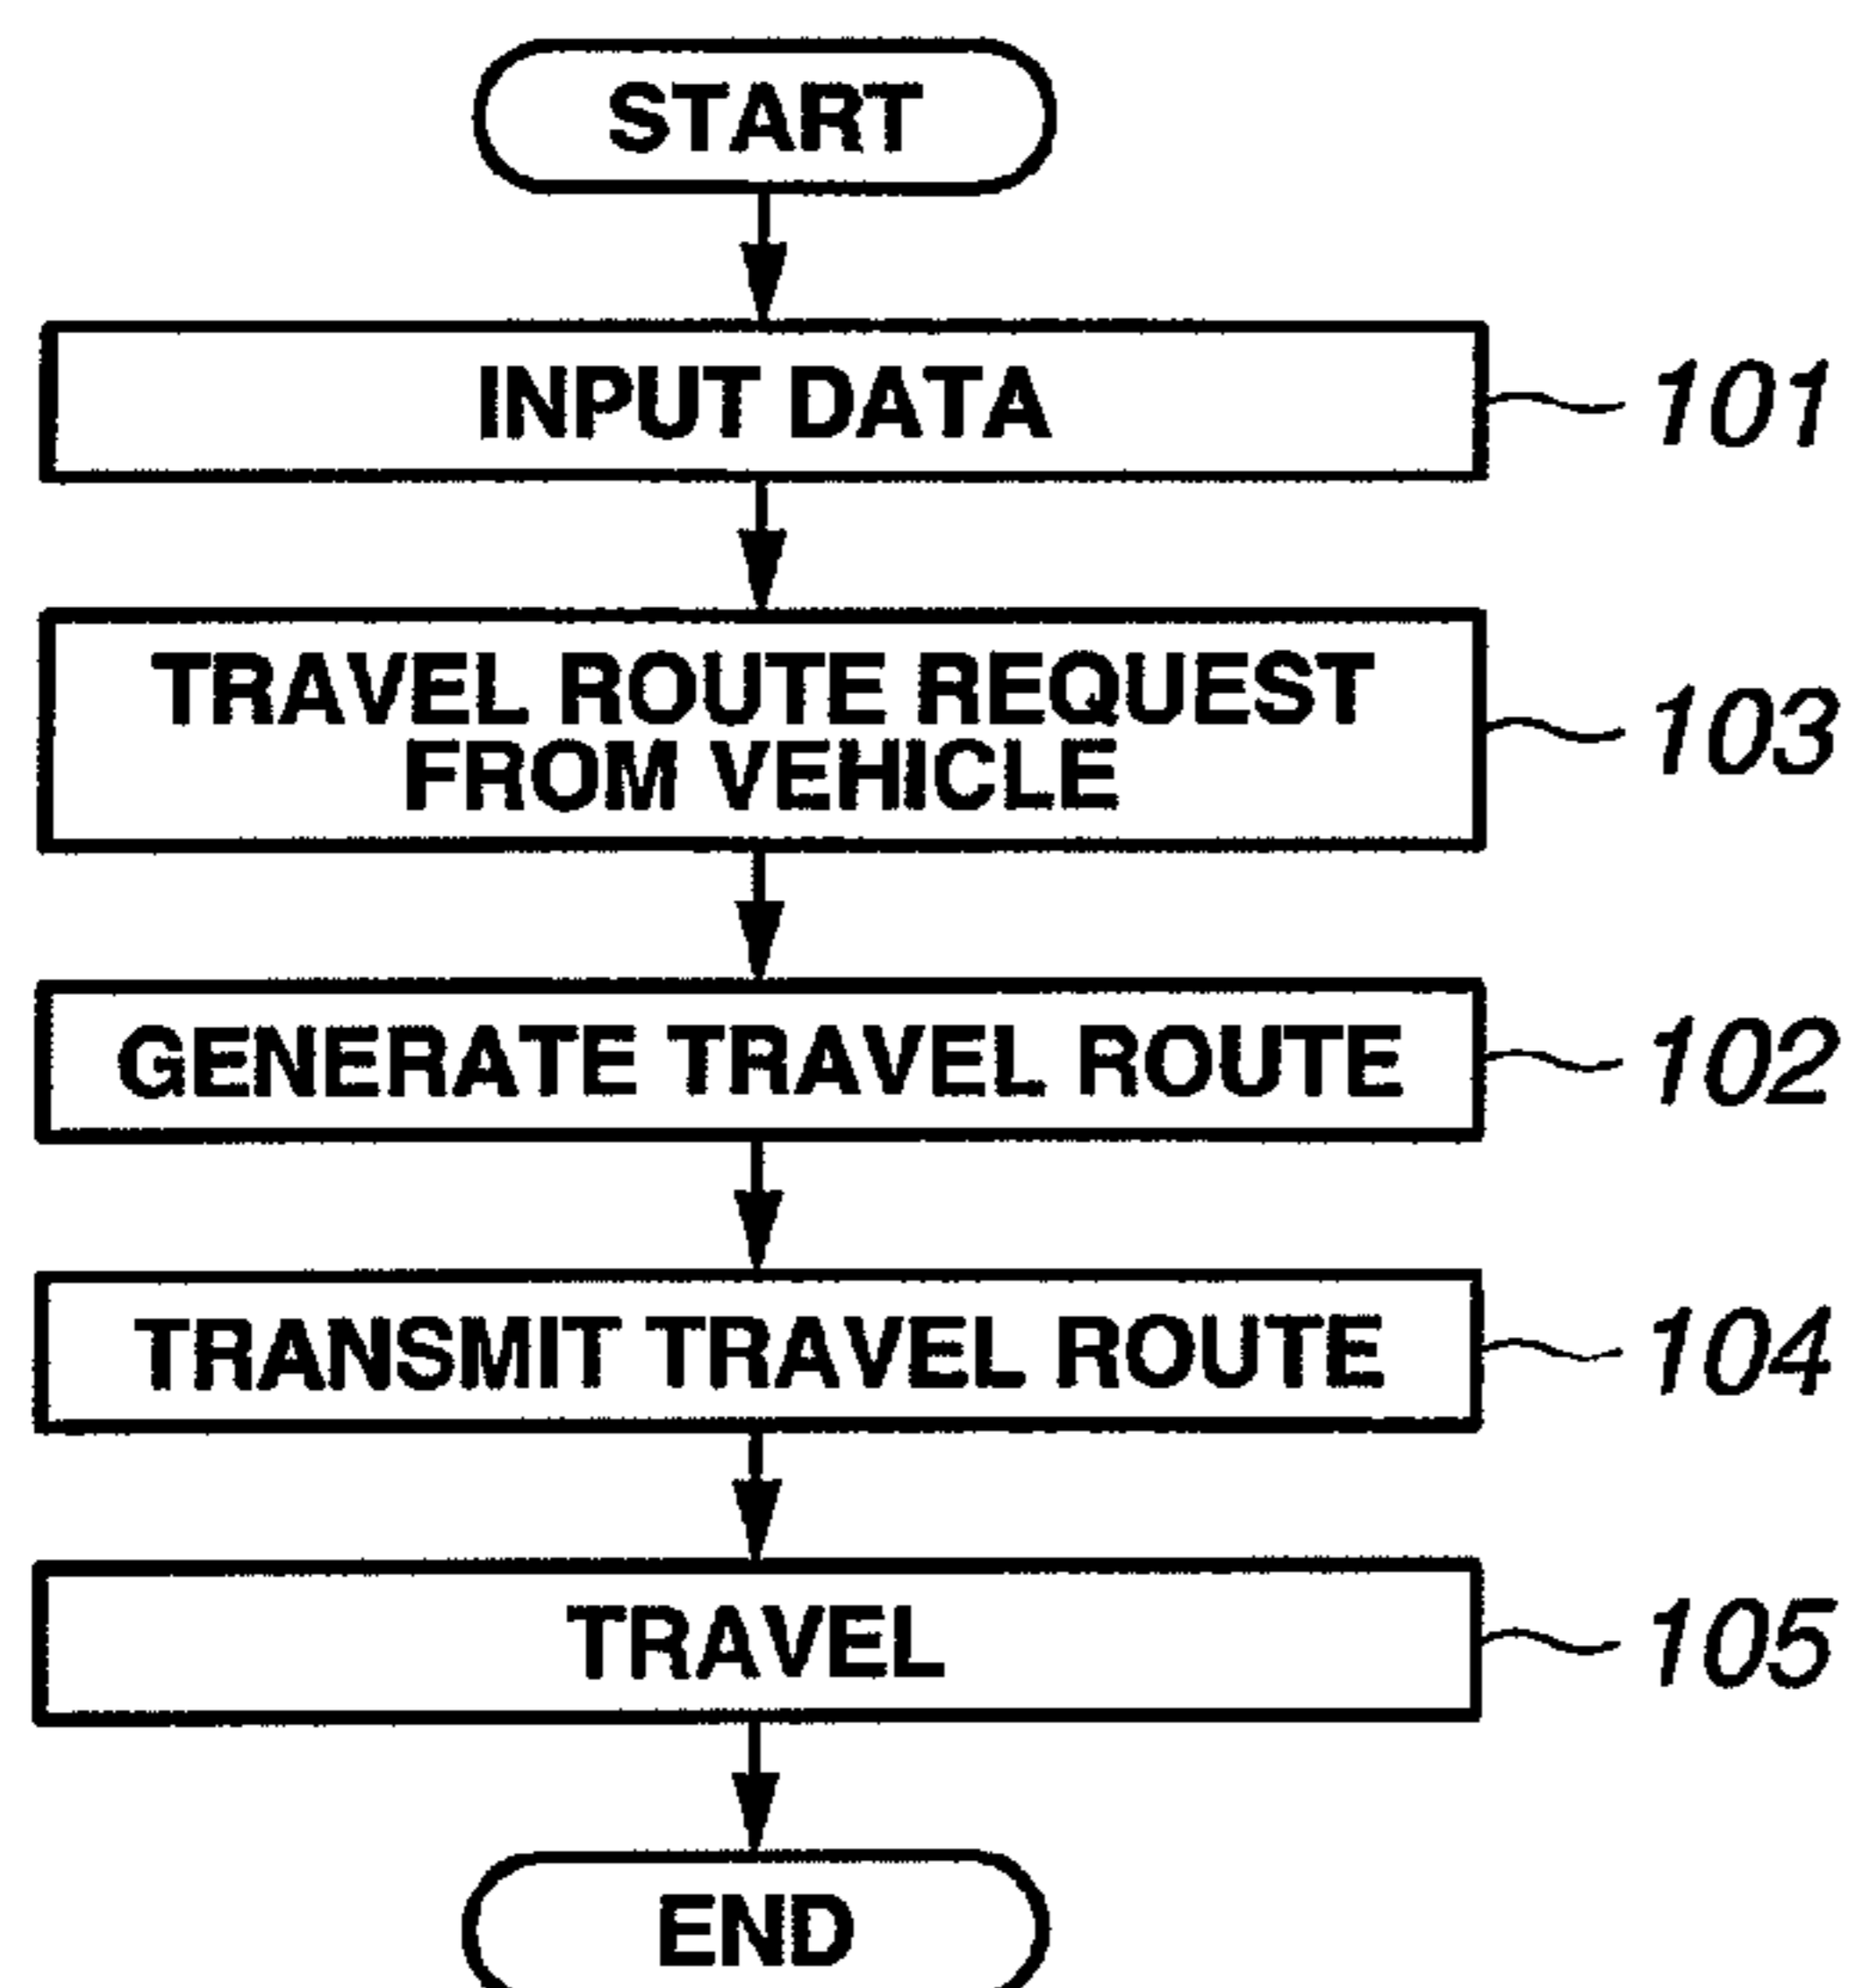 START
INPUT DATA
101
TRAVEL ROUTE REQUEST
FROM VEHICLE
103
GENERATE TRAVEL ROUTE
102
TRANSMIT TRAVEL ROUTE
104
TRAVEL
105
END